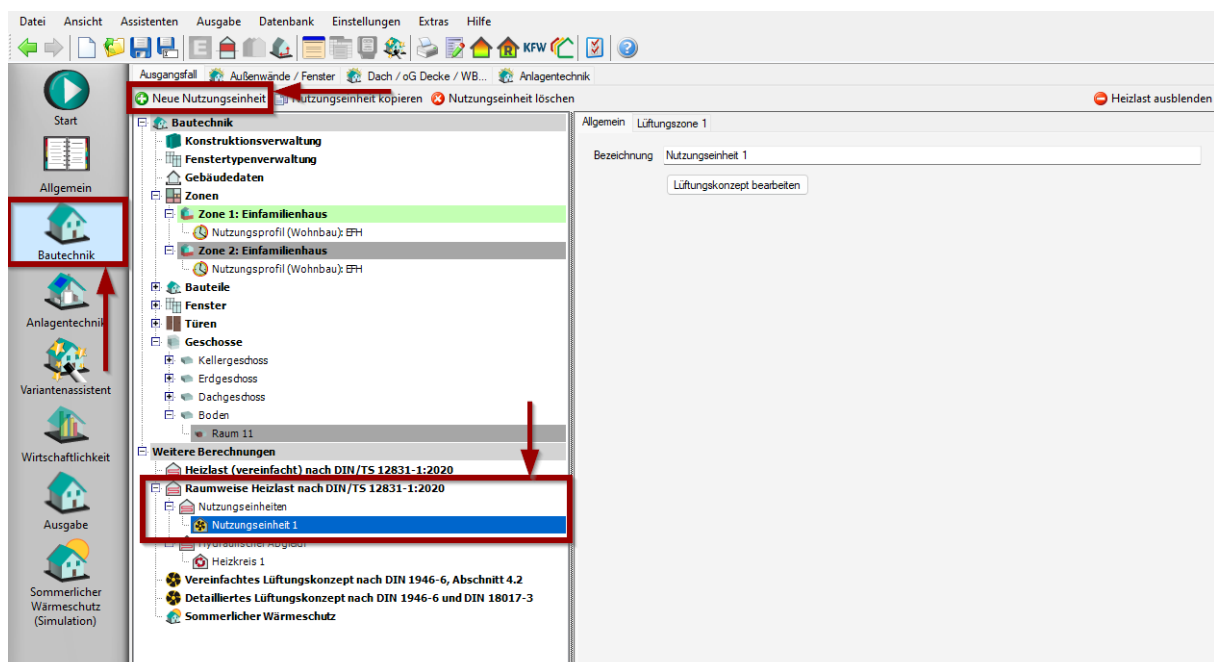 Datei Ansicht Assistenten Ausgabe Datenbank Einstellungen Extras Hilfe
KFW
Ausgangsfall Außenwände / Fenster Dach / oG Decke / WB... Anlagentechnik
Neue Nutzungseinheit Nutzungseinheit kopieren Nutzungseinheit löschen Heizlast ausblenden
Start
Allgemein
Bautechnik
Anlagentechnik
Variantenassistent
Wirtschaftlichkeit
Ausgabe
Sommerlicher
Wärmeschutz
(Simulation)
Bautechnik
Konstruktionsverwaltung
Fenstertypenverwaltung
Gebäudedaten
Zonen
Zone 1: Einfamilienhaus
Nutzungsprofil (Wohnbau): EFH
Zone 2: Einfamilienhaus
Nutzungsprofil (Wohnbau): EFH
Bauteile
Fenster
Türen
Geschosse
Kellergeschoss
Erdgeschoss
Dachgeschoss
Boden
Raum 11
Weitere Berechnungen
Heizlast (vereinfacht) nach DIN/TS 12831-1:2020
Raumweise Heizlast nach DIN/TS 12831-1:2020
Nutzungseinheiten
Nutzungseinheit 1
Hydraulischer Abgleich
Heizkreis 1
Vereinfachtes Lüftungskonzept nach DIN 1946-6, Abschnitt 4.2
Detailliertes Lüftungskonzept nach DIN 1946-6 und DIN 18017-3
Sommerlicher Wärmeschutz
Allgemein Lüftungszone 1
Bezeichnung Nutzungseinheit 1
Lüftungskonzept bearbeiten